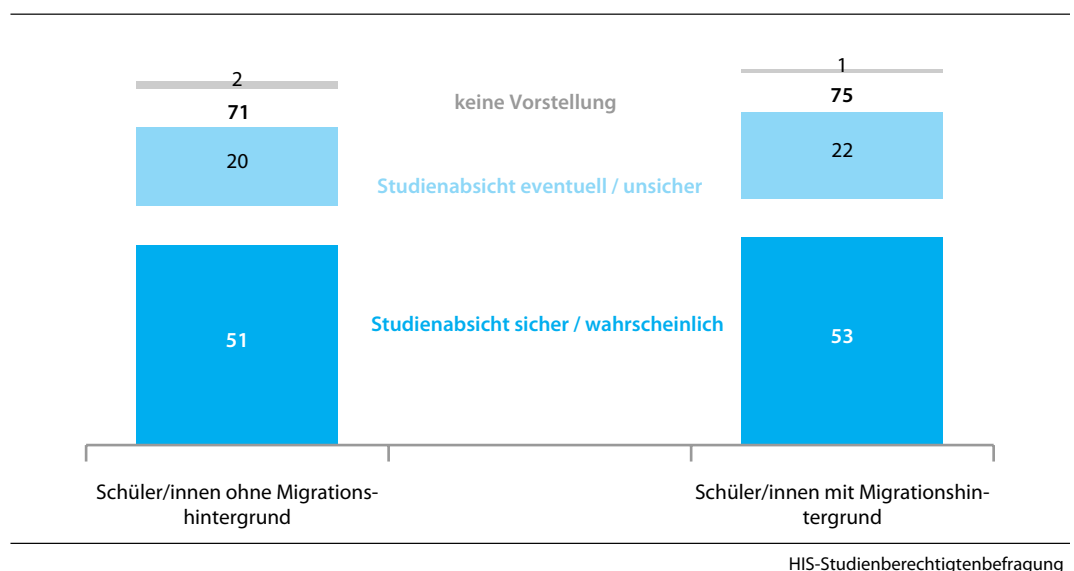 2
1
keine Vorstellung
71
75
20
22
Studienabsicht eventuell / unsicher
Studienabsicht sicher / wahrscheinlich
51
53
Schüler/innen ohne Migrations-
hintergrund
Schüler/innen mit Migrationshin-
tergrund
HIS-Studienberechtigtenbefragung